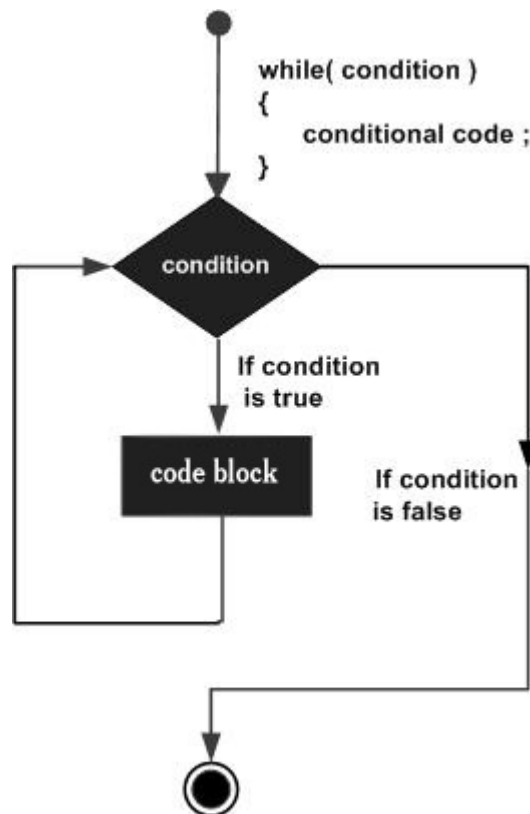 while( condition )
{
conditional code ;
}
condition
If condition
is true
code block
If condition
is false